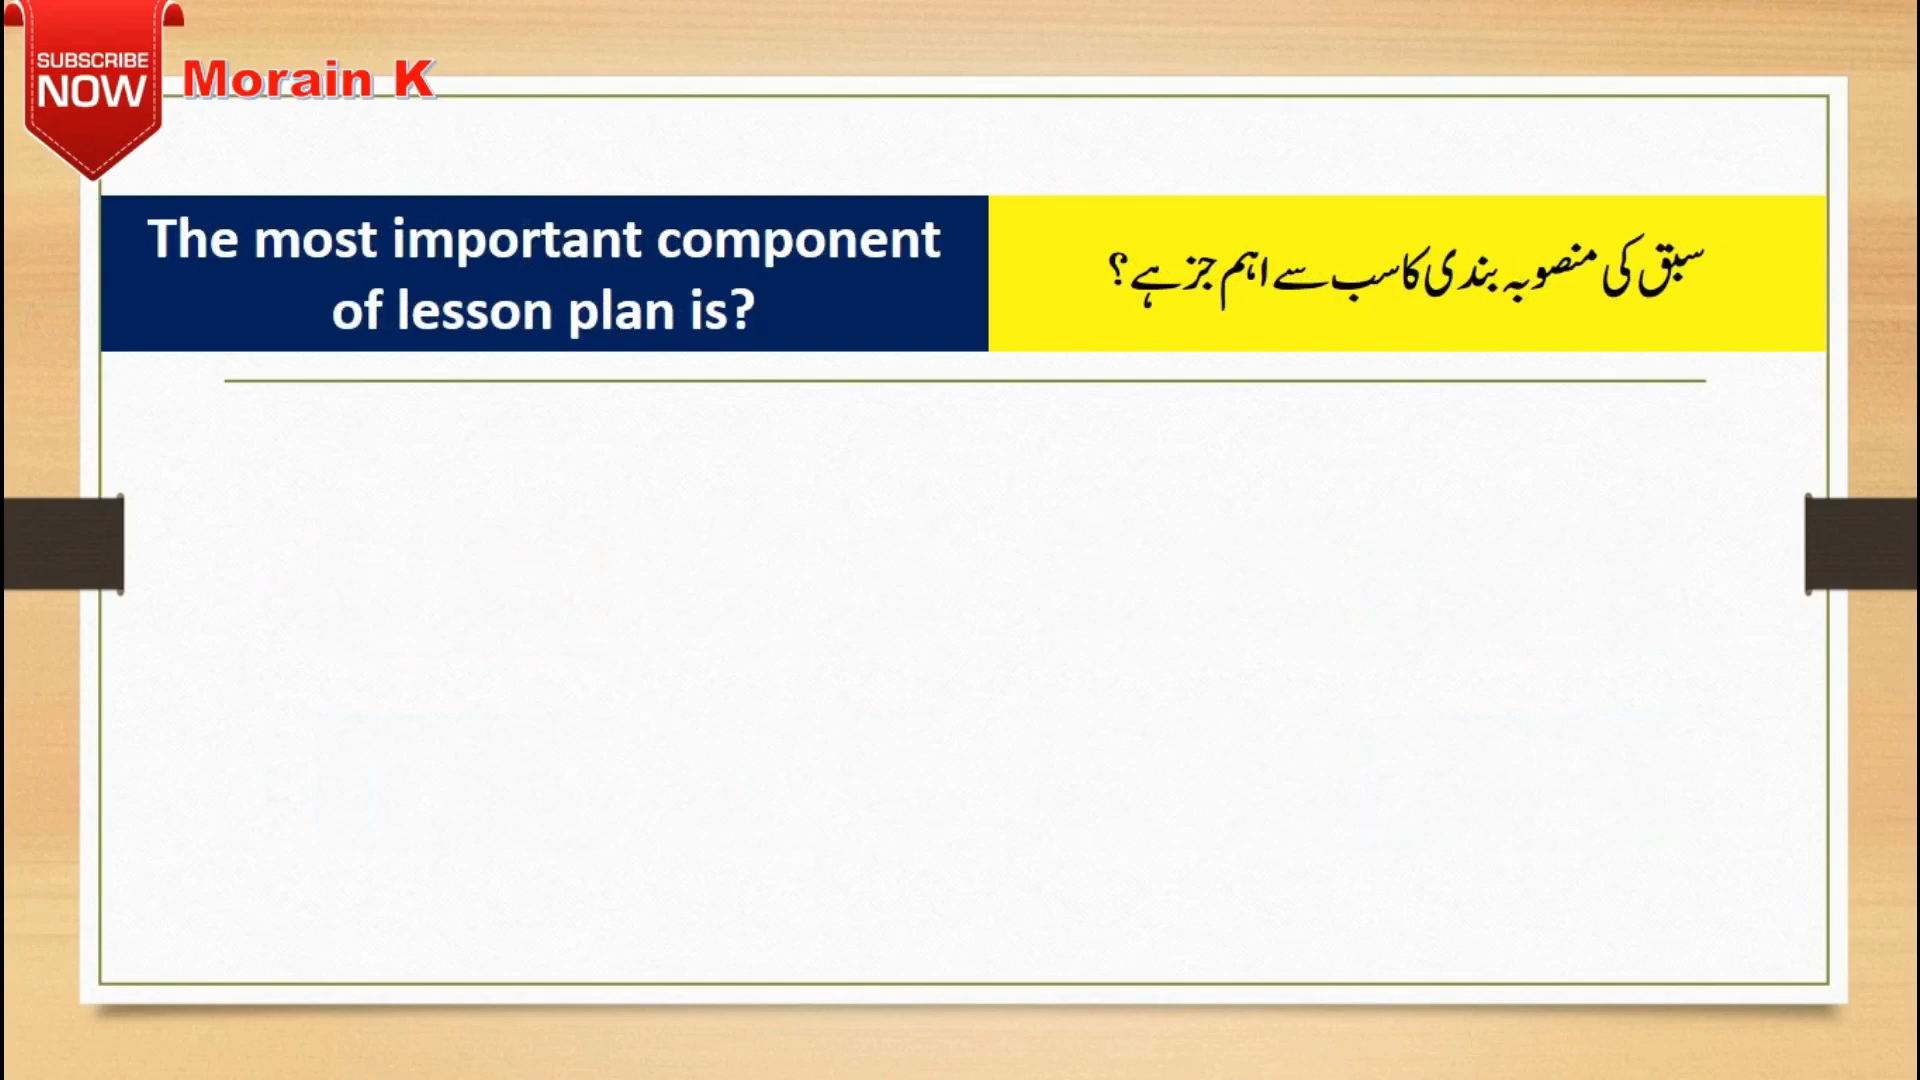 SUBSCRIBE
NOW
Morain K
The most important component
of lesson plan is?
سبق کی منصوبہ بندی کا سب سے اہم جز ہے؟